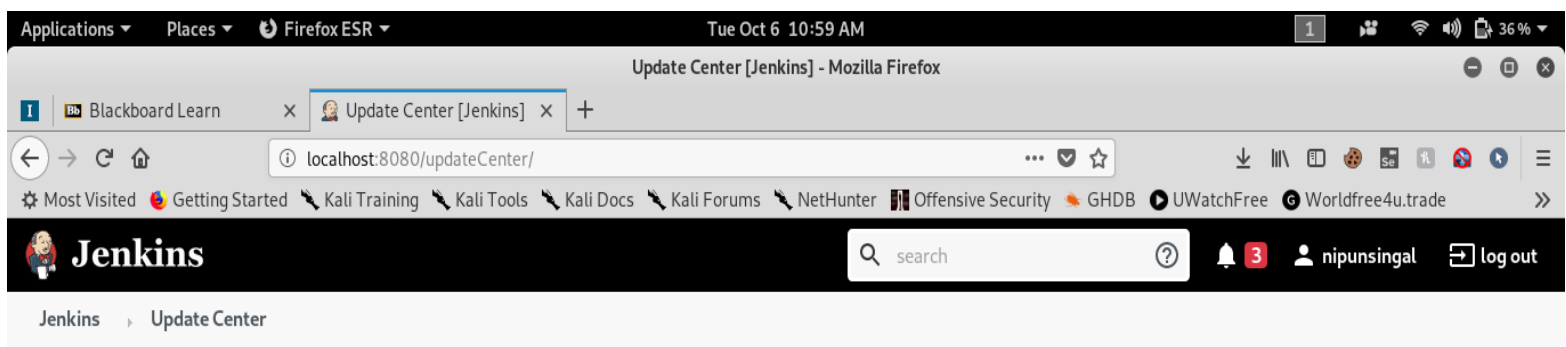 Applications Places Firefox ESR Tue Oct 6 10:59 AM 1 36 %
Update Center [Jenkins] - Mozilla Firefox
I Bb Blackboard Learn Update Center [Jenkins]
localhost:8080/updateCenter/ Se
Most Visited Getting Started Kali Training Kali Tools Kali Docs Kali Forums NetHunter Offensive Security GHDB UWatchFree G Worldfree4u.trade
Jenkins search 3 nipunsingal log out
Jenkins Update Center